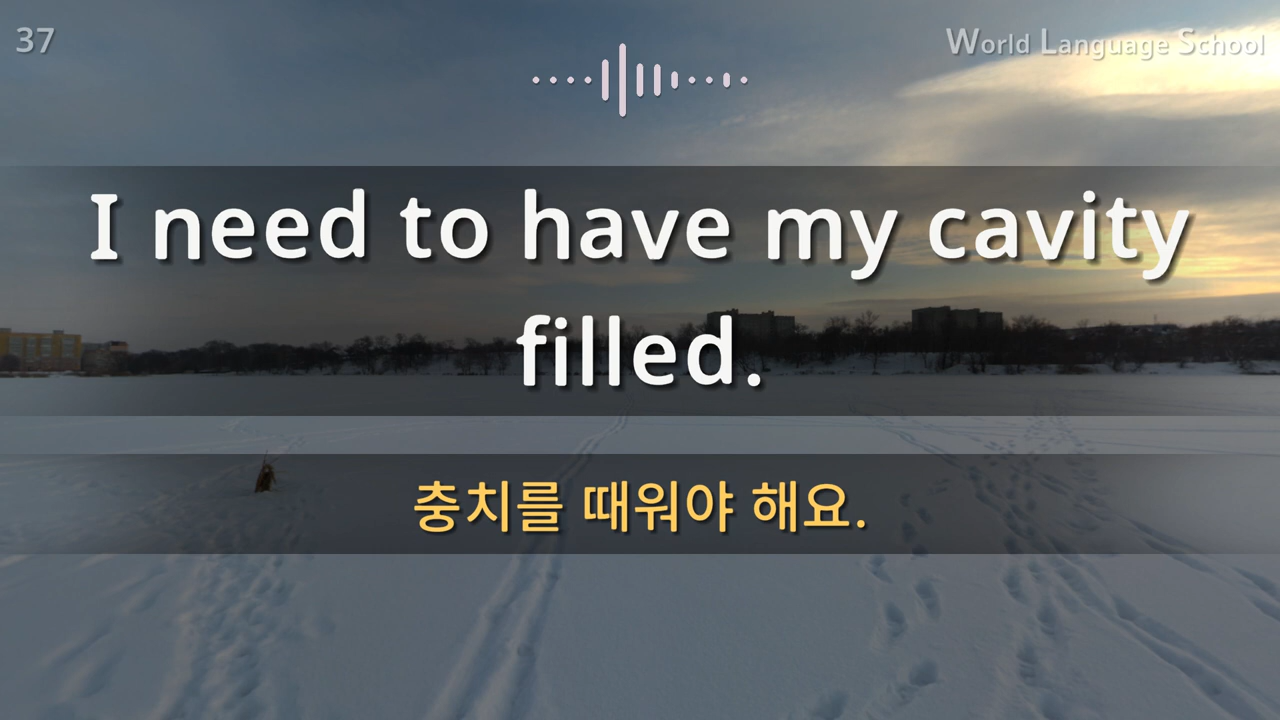 37
World Language School
I need to have my cavity
filled.
충치를 때워야 해요.